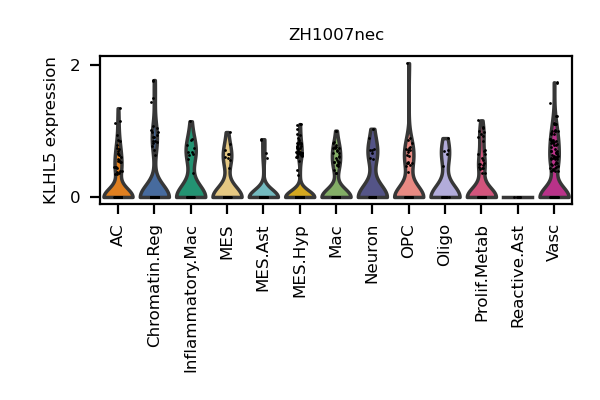 ZH1007nec
KLHL5 expression
2
0
AC
Chromatin.Reg
Inflammatory.Mac
MES
MES.Ast
MES.Hyp
Mac
Neuron
OPC
Oligo
Prolif.Metab
Reactive.Ast
Vasc